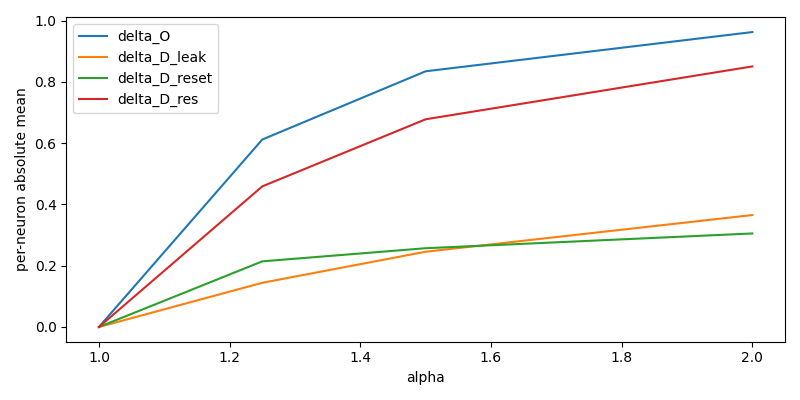 delta_O
delta_D_leak
delta_D_reset
delta_D_res
per-neuron absolute mean
1.0
0.8
0.6
0.4
0.2
0.0
1.0 1.2 1.4 1.6 1.8 2.0
alpha